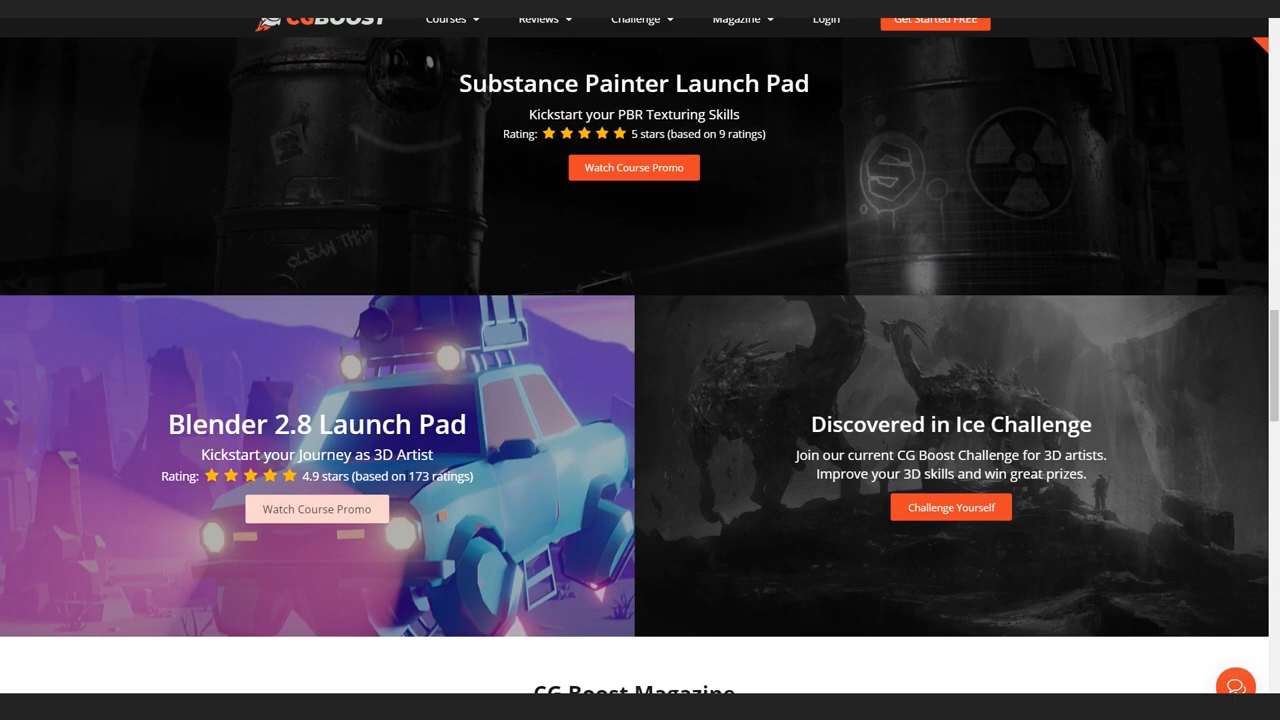 CGBOOST
Courses
Reviews
Challenge
Magazine
Login
Get Started FREE
Substance Painter Launch Pad
Kickstart your PBR Texturing Skills
Rating: 5 stars (based on 9 ratings)
Watch Course Promo
CLEAN THIS
Blender 2.8 Launch Pad
Kickstart your Journey as 3D Artist
Rating: 4.9 stars (based on 173 ratings)
Watch Course Promo
Discovered in Ice Challenge
Join our current CG Boost Challenge for 3D artists.
Improve your 3D skills and win great prizes.
Challenge Yourself
CG Boost Magazine